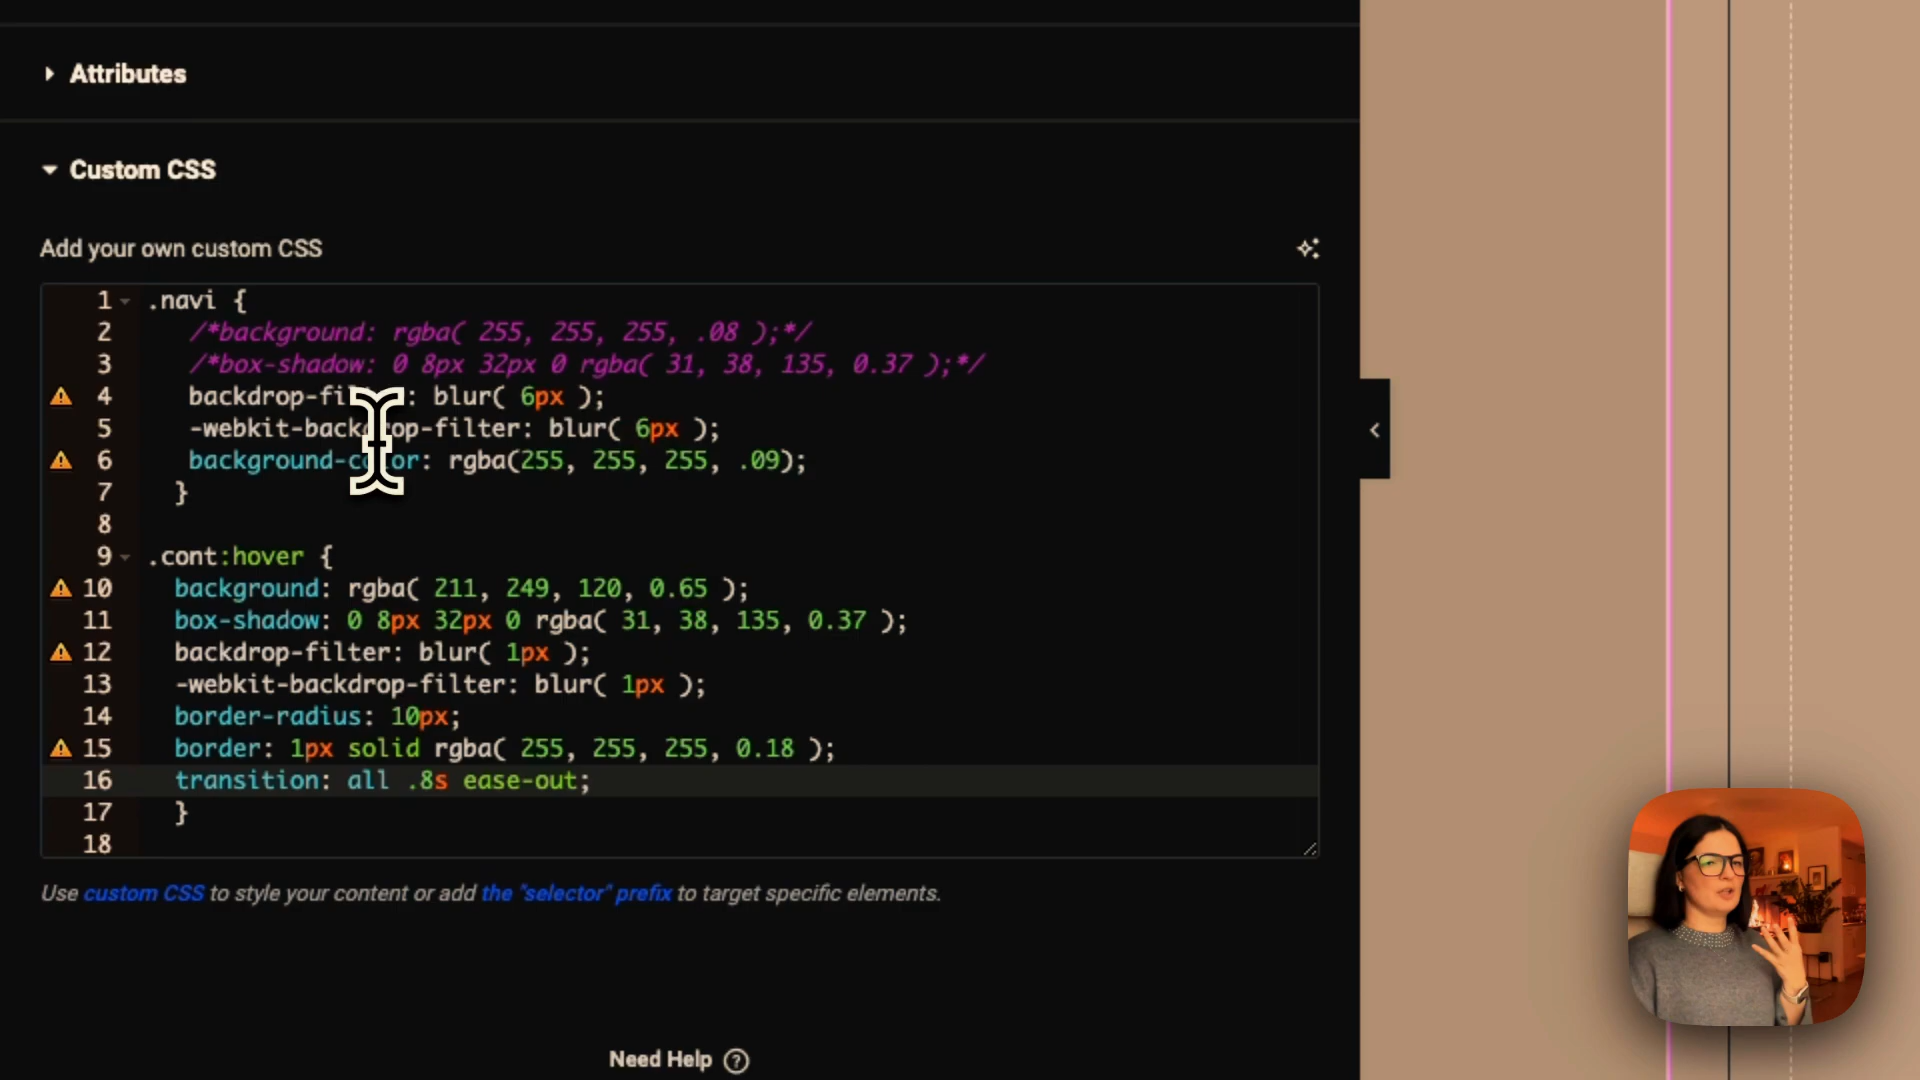 Attributes
Custom CSS
Add your own custom CSS
1 .navi {
2 /*background: rgba( 255, 255, 255, .08 );*/
3 /*box-shadow: 0 8px 32px 0 rgba( 31, 38, 135, 0.37 );*/
4 backdrop-filter: blur( 6px );
5 -webkit-backdrop-filter: blur( 6px );
6 background-color: rgba(255, 255, 255, .09);
7 }
8
9 .cont:hover {
10 background: rgba( 211, 249, 120, 0.65 );
11 box-shadow: 0 8px 32px 0 rgba( 31, 38, 135, 0.37 );
12 backdrop-filter: blur( 1px );
13 -webkit-backdrop-filter: blur( 1px );
14 border-radius: 10px;
15 border: 1px solid rgba( 255, 255, 255, 0.18 );
16 transition: all .8s ease-out;
17 }
18
Use custom CSS to style your content or add the "selector" prefix to target specific elements.
Need Help ?